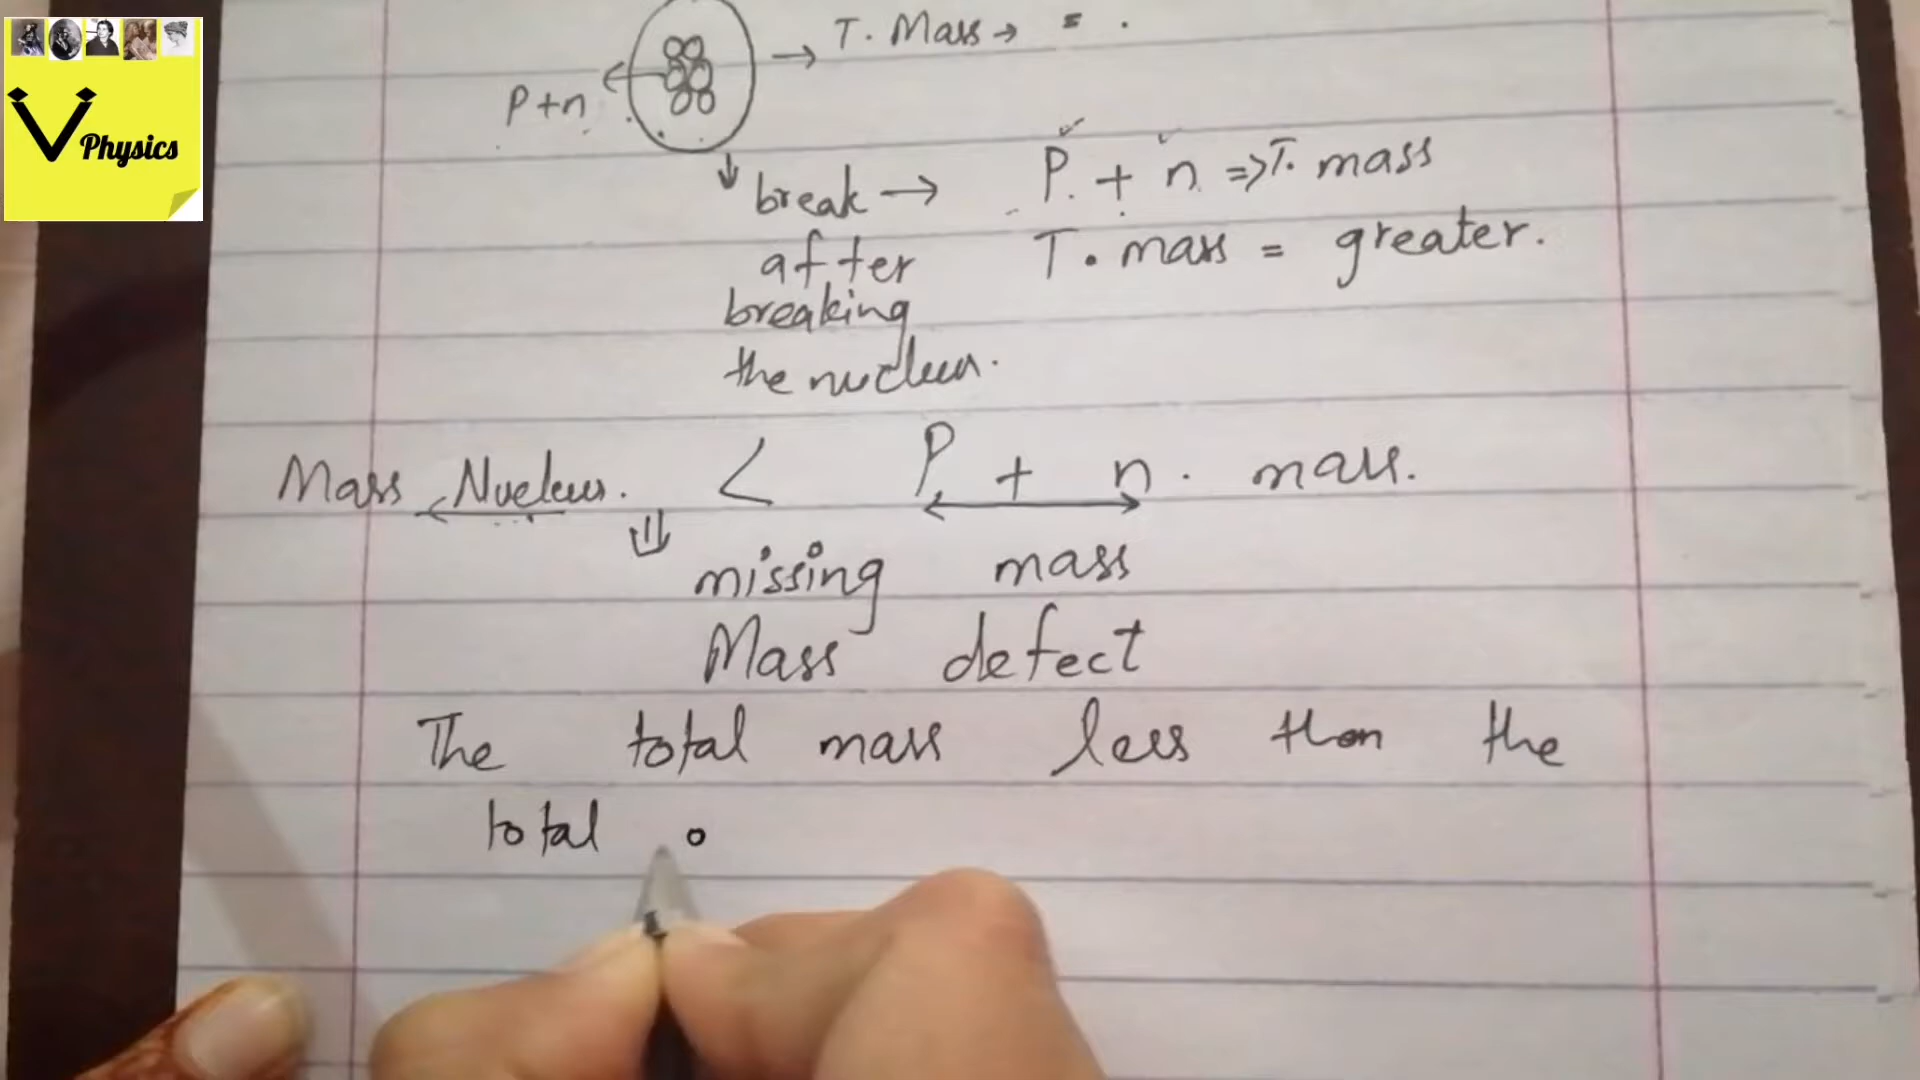 T. Mass → = .
P+n
break → P + n ⇒ T. mass
after T. mass = greater.
breaking
the nucleus.
Mass Nucleus. < P + n. mass.
missing mass
Mass defect
The total mass less than the
total o
V Physics